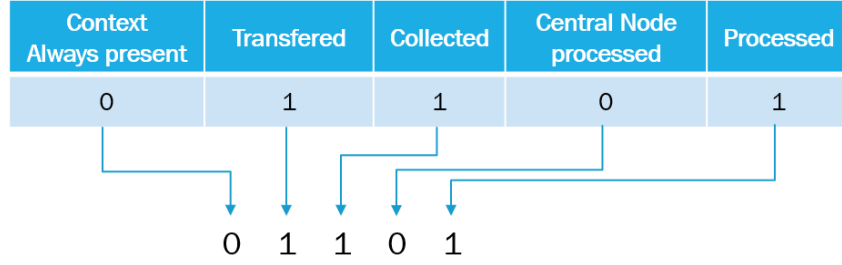 Context
Always present
Transfered
Collected
Central Node
processed
Processed
0 1 1 0 1
0 1 1 0 1